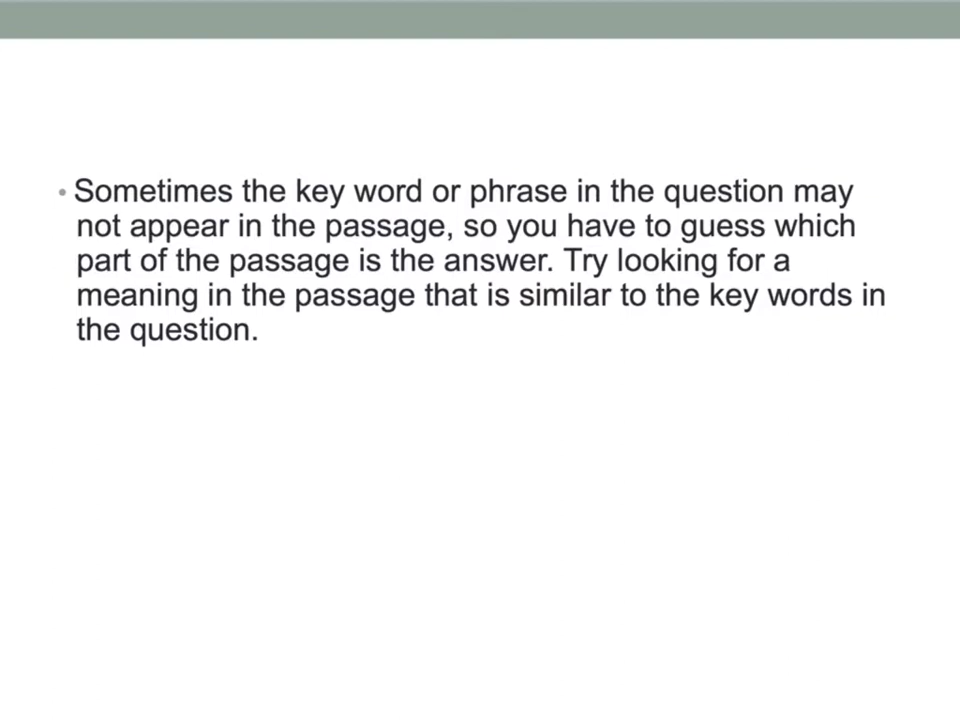 • Sometimes the key word or phrase in the question may
not appear in the passage, so you have to guess which
part of the passage is the answer. Try looking for a
meaning in the passage that is similar to the key words in
the question.